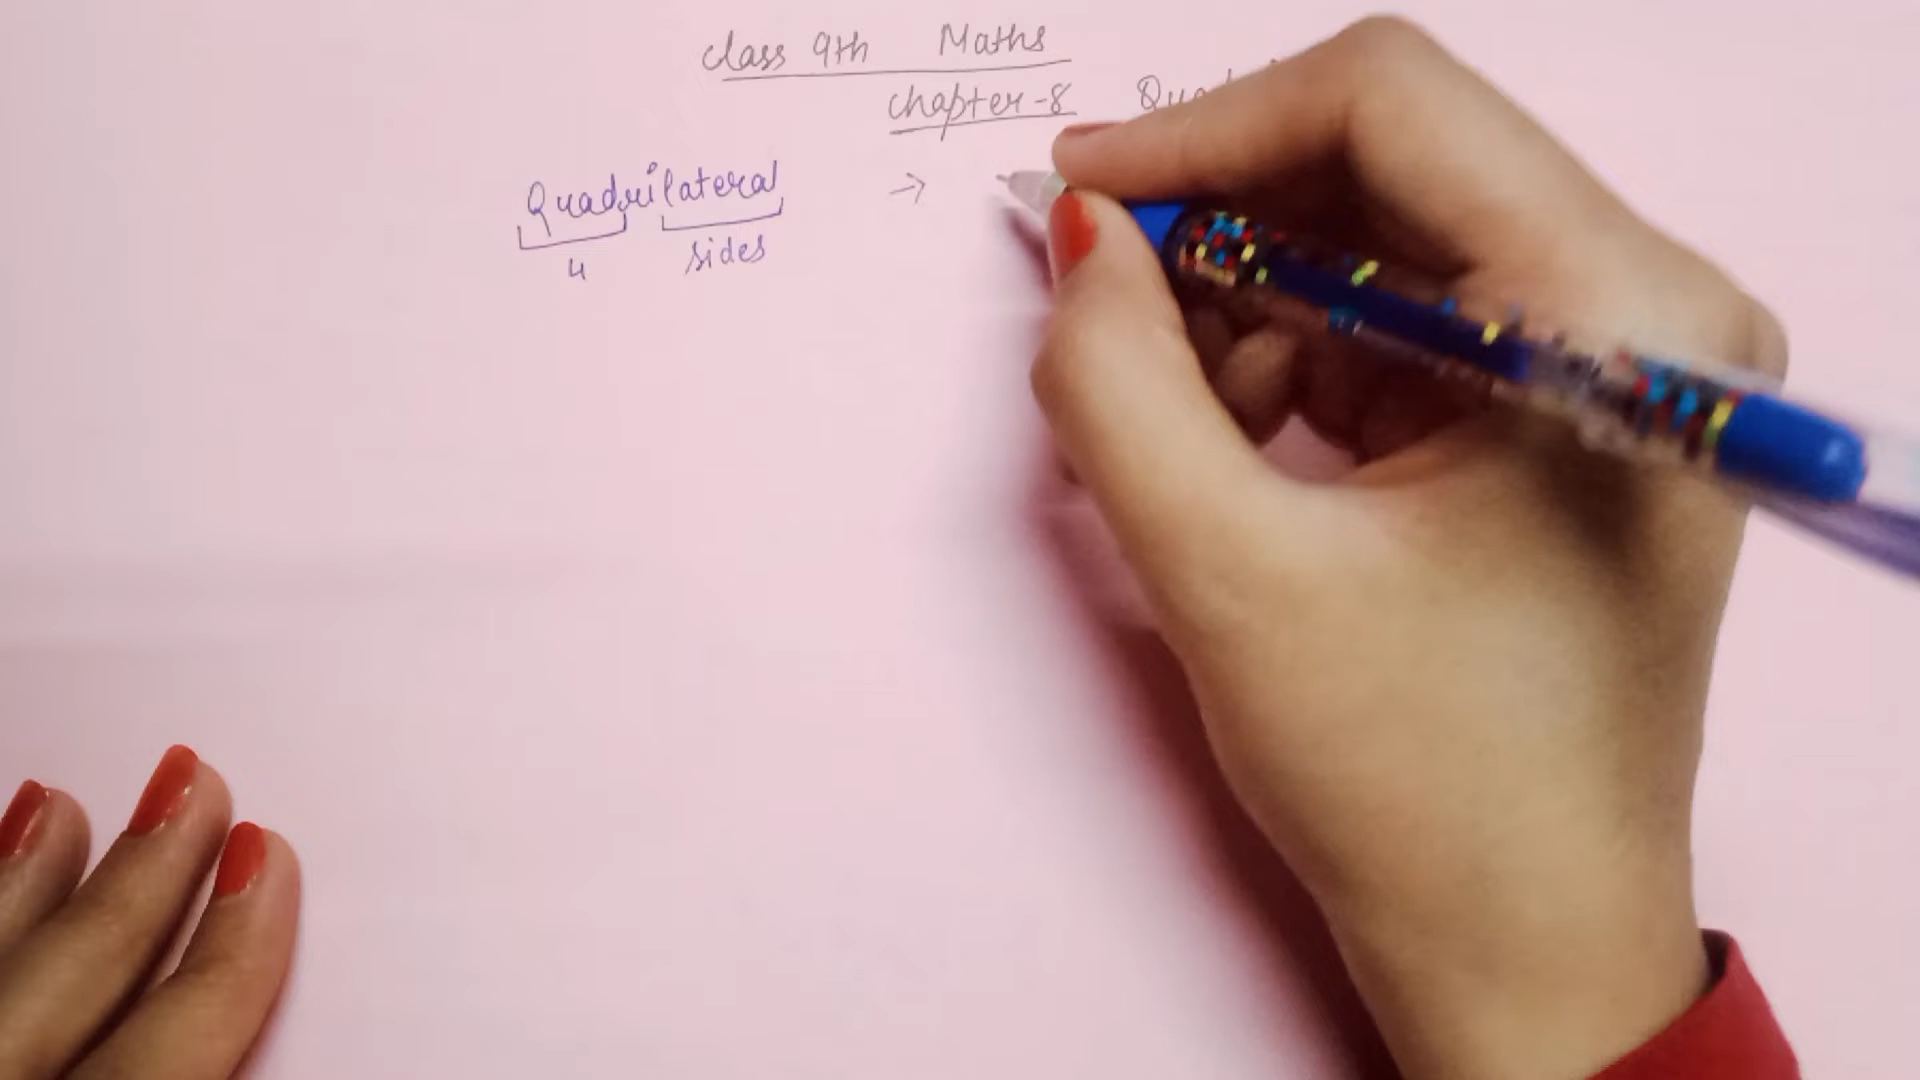 Class 9th Maths
Chapter-8
Quadrilateral →
4 sides